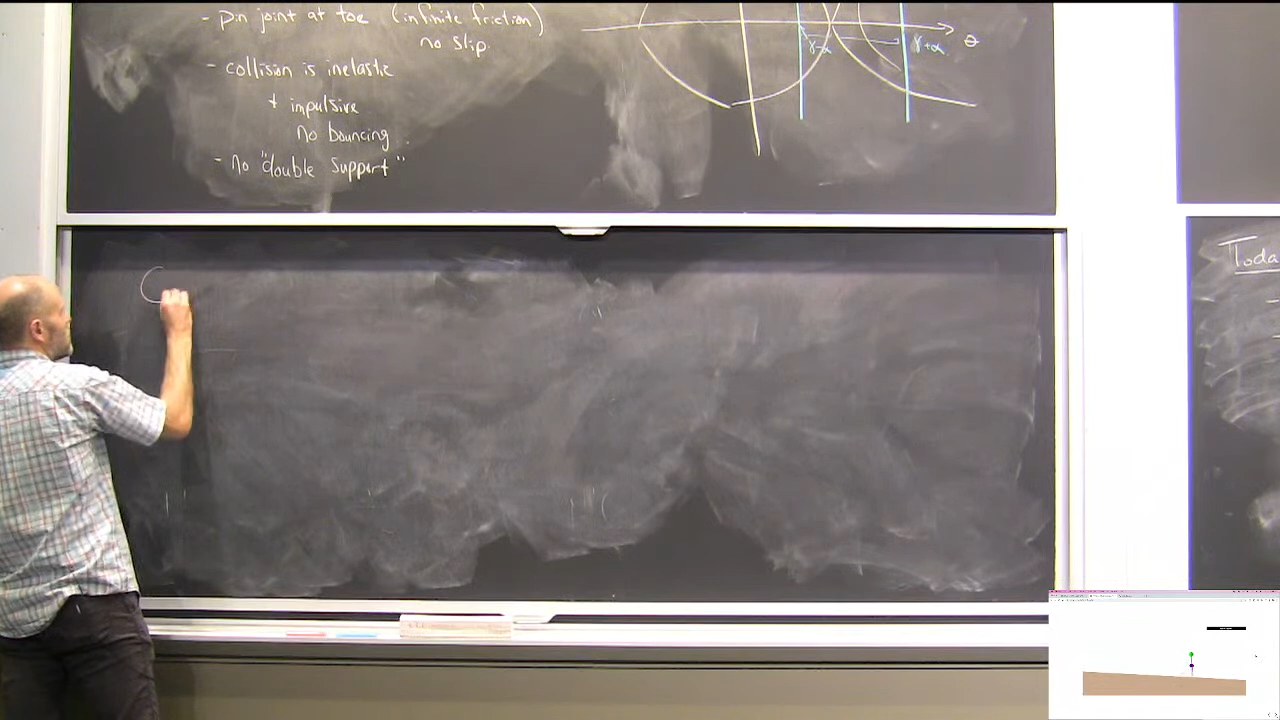 - pin joint at toe (infinite friction)
no slip.
- collision is inelastic
+ impulsive
No bouncing.
- no "double support"
γ-α
γ+α
θ
Toda
C